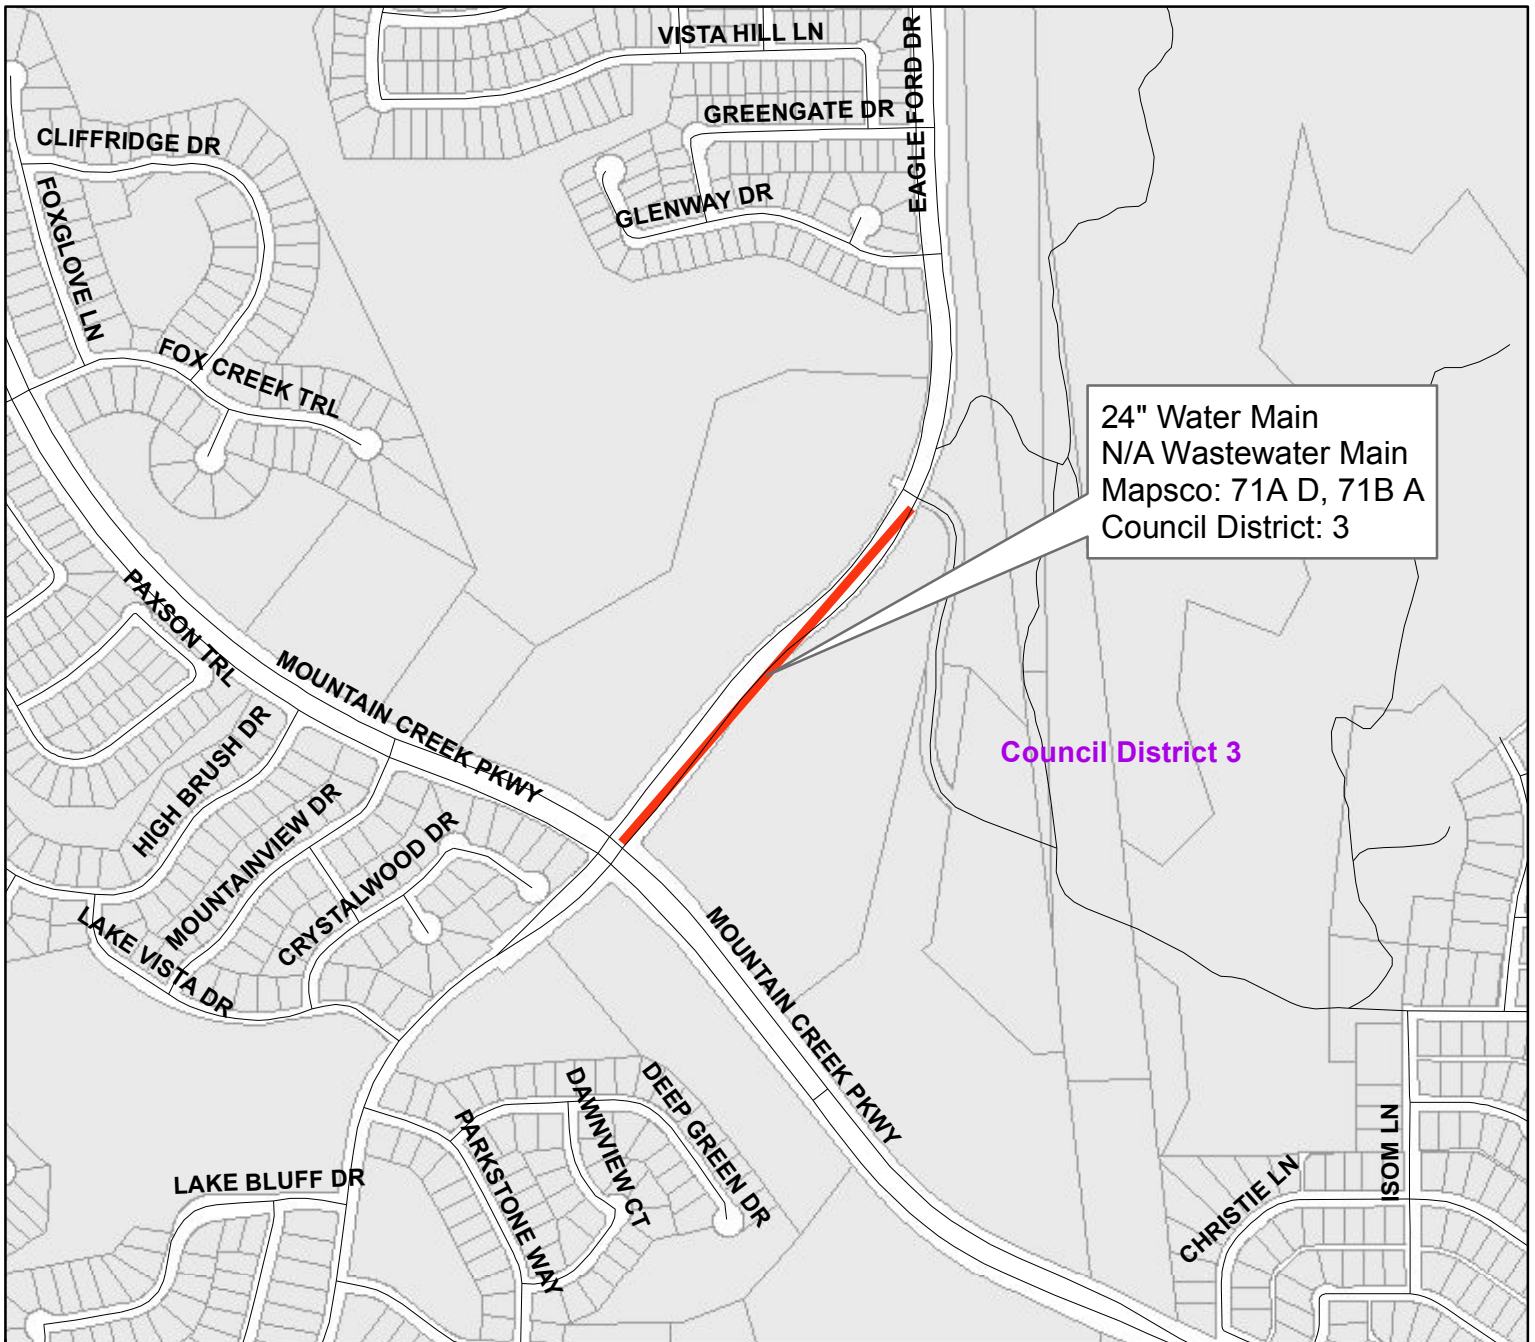 VISTA HILL LN
EAGLE FORD DR
GREENGATE DR
CLIFFRIDGE DR
FOXGLOVE LN
GLENWAY DR
FOX CREEK TRL
24" Water Main
N/A Wastewater Main
Mapsco: 71A D, 71B A
Council District: 3
PAXSON TRL
MOUNTAIN CREEK PKWY
HIGH BRUSH DR
Council District 3
MOUNTAINVIEW DR
CRYSTALWOOD DR
LAKE VISTA DR
MOUNTAIN CREEK PKWY
DEEP GREEN DR
DAWNVIEW CT
PARKSTONE WAY
LAKE BLUFF DR
ISOM LN
CHRISTIE LN